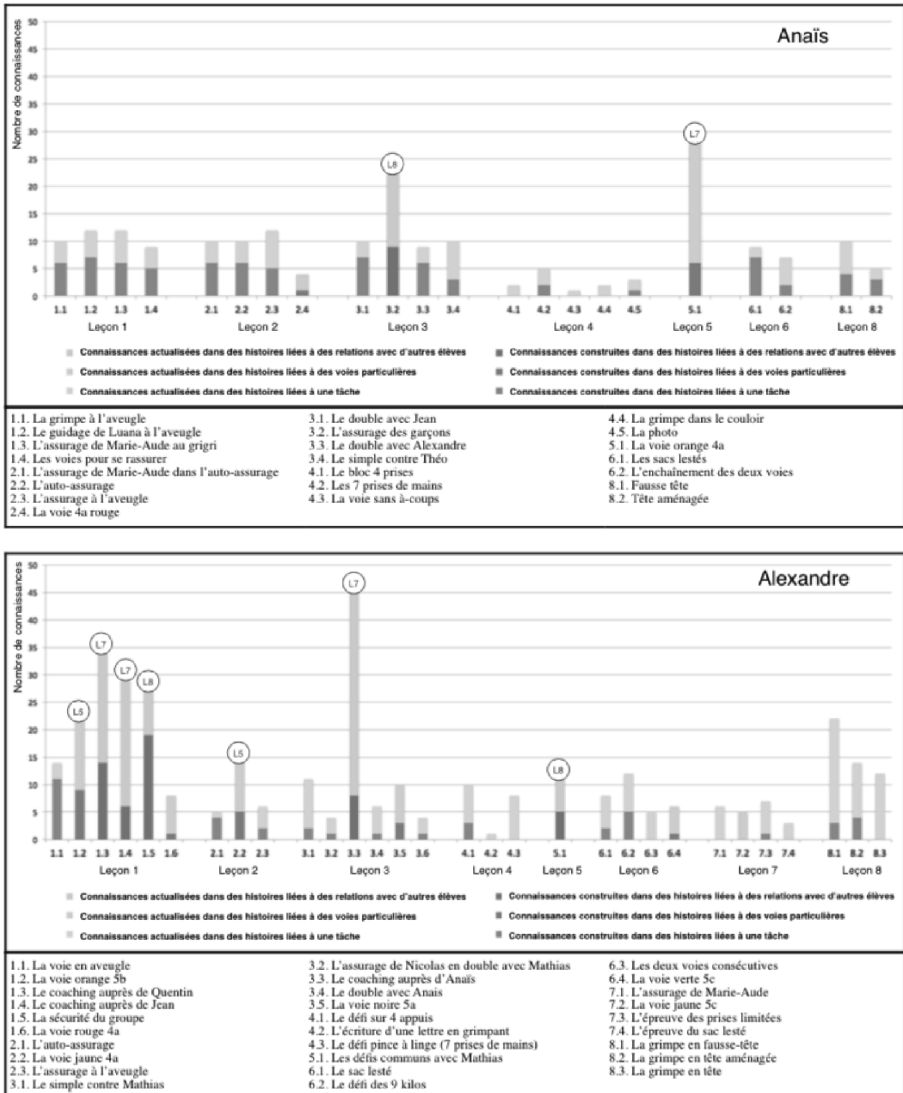 Anaïs
Nombre de connaissances
50
45
40
35
30
25
20
15
10
5
0
L8
L7
1.1 1.2 1.3 1.4 2.1 2.2 2.3 2.4 3.1 3.2 3.3 3.4 4.1 4.2 4.3 4.4 4.5 5.1 6.1 6.2 8.1 8.2
Leçon 1 Leçon 2 Leçon 3 Leçon 4 Leçon 5 Leçon 6 Leçon 8
Connaissances actualisées dans des histoires liées à des relations avec d'autres élèves
Connaissances actualisées dans des histoires liées à des voies particulières
Connaissances actualisées dans des histoires liées à une tâche
Connaissances construites dans des histoires liées à des relations avec d'autres élèves
Connaissances construites dans des histoires liées à des voies particulières
Connaissances construites dans des histoires liées à une tâche
1.1. La grimpe à l'aveugle
1.2. Le guidage de Luana à l'aveugle
1.3. L'assurage de Marie-Aude au grigri
1.4. Les voies pour se rassurer
2.1. L'assurage de Marie-Aude dans l'auto-assurage
2.2. L'auto-assurage
2.3. L'assurage à l'aveugle
2.4. La voie 4a rouge
3.1. Le double avec Jean
3.2. L'assurage des garçons
3.3. Le double avec Alexandre
3.4. Le simple contre Théo
4.1. Le bloc 4 prises
4.2. Les 7 prises de mains
4.3. La voie sans à-coups
4.4. La grimpe dans le couloir
4.5. La photo
5.1. La voie orange 4a
6.1. Les sacs lestés
6.2. L'enchaînement des deux voies
8.1. Fausse tête
8.2. Tête aménagée
Alexandre
Nombre de connaissances
50
45
40
35
30
25
20
15
10
5
0
L5
L7
L7
L8
L5
L7
L8
1.1 1.2 1.3 1.4 1.5 1.6 2.1 2.2 2.3 3.1 3.2 3.3 3.4 3.5 3.6 4.1 4.2 4.3 5.1 6.1 6.2 6.3 6.4 7.1 7.2 7.3 7.4 8.1 8.2 8.3
Leçon 1 Leçon 2 Leçon 3 Leçon 4 Leçon 5 Leçon 6 Leçon 7 Leçon 8
Connaissances actualisées dans des histoires liées à des relations avec d'autres élèves
Connaissances actualisées dans des histoires liées à des voies particulières
Connaissances actualisées dans des histoires liées à une tâche
Connaissances construites dans des histoires liées à des relations avec d'autres élèves
Connaissances construites dans des histoires liées à des voies particulières
Connaissances construites dans des histoires liées à une tâche
1.1. La voie en aveugle
1.2. La voie orange 5b
1.3. Le coaching auprès de Quentin
1.4. Le coaching auprès de Jean
1.5. La sécurité du groupe
1.6. La voie rouge 4a
2.1. L'auto-assurage
2.2. La voie jaune 4a
2.3. L'assurage à l'aveugle
3.1. Le simple contre Mathias
3.2. L'assurage de Nicolas en double avec Mathias
3.3. Le coaching auprès d'Anaïs
3.4. Le double avec Anais
3.5. La voie noire 5a
4.1. Le défi sur 4 appuis
4.2. L'écriture d'une lettre en grimpant
4.3. Le défi pince à linge (7 prises de mains)
5.1. Les défis communs avec Mathias
6.1. Le sac lesté
6.2. Le défi des 9 kilos
6.3. Les deux voies consécutives
6.4. La voie verte 5c
7.1. L'assurage de Marie-Aude
7.2. La voie jaune 5c
7.3. L'épreuve des prises limitées
7.4. L'épreuve du sac lesté
8.1. La grimpe en fausse-tête
8.2. La grimpe en tête aménagée
8.3. La grimpe en tête